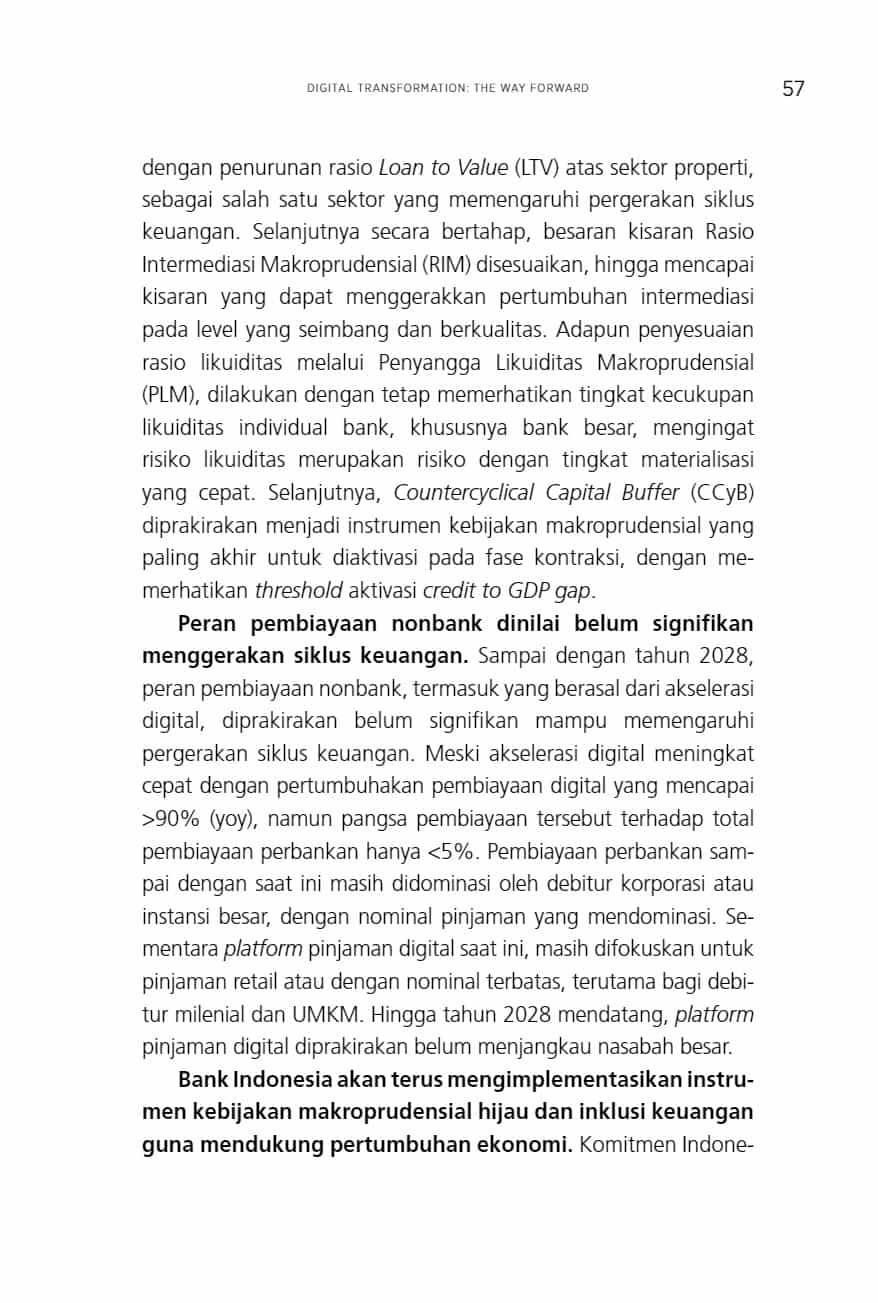 DIGITAL TRANSFORMATION: THE WAY FORWARD
57
dengan penurunan rasio Loan to Value (LTV) atas sektor properti,
sebagai salah satu sektor yang memengaruhi pergerakan siklus
keuangan. Selanjutnya secara bertahap, besaran kisaran Rasio
Intermediasi Makroprudensial (RIM) disesuaikan, hingga mencapai
kisaran yang dapat menggerakkan pertumbuhan intermediasi
pada level yang seimbang dan berkualitas. Adapun penyesuaian
rasio likuiditas melalui Penyangga Likuiditas Makroprudensial
(PLM), dilakukan dengan tetap memerhatikan tingkat kecukupan
likuiditas individual bank, khususnya bank besar, mengingat
risiko likuiditas merupakan risiko dengan tingkat materialisasi
yang cepat. Selanjutnya, Countercyclical Capital Buffer (CCyB)
diprakirakan menjadi instrumen kebijakan makroprudensial yang
paling akhir untuk diaktivasi pada fase kontraksi, dengan me-
merhatikan threshold aktivasi credit to GDP gap.
Peran pembiayaan nonbank dinilai belum signifikan
menggerakan siklus keuangan. Sampai dengan tahun 2028,
peran pembiayaan nonbank, termasuk yang berasal dari akselerasi
digital, diprakirakan belum signifikan mampu memengaruhi
pergerakan siklus keuangan. Meski akselerasi digital meningkat
cepat dengan pertumbuhakan pembiayaan digital yang mencapai
>90% (yoy), namun pangsa pembiayaan tersebut terhadap total
pembiayaan perbankan hanya <5%. Pembiayaan perbankan sam-
pai dengan saat ini masih didominasi oleh debitur korporasi atau
instansi besar, dengan nominal pinjaman yang mendominasi. Se-
mentara platform pinjaman digital saat ini, masih difokuskan untuk
pinjaman retail atau dengan nominal terbatas, terutama bagi debi-
tur milenial dan UMKM. Hingga tahun 2028 mendatang, platform
pinjaman digital diprakirakan belum menjangkau nasabah besar.
Bank Indonesia akan terus mengimplementasikan instru-
men kebijakan makroprudensial hijau dan inklusi keuangan
guna mendukung pertumbuhan ekonomi. Komitmen Indone-